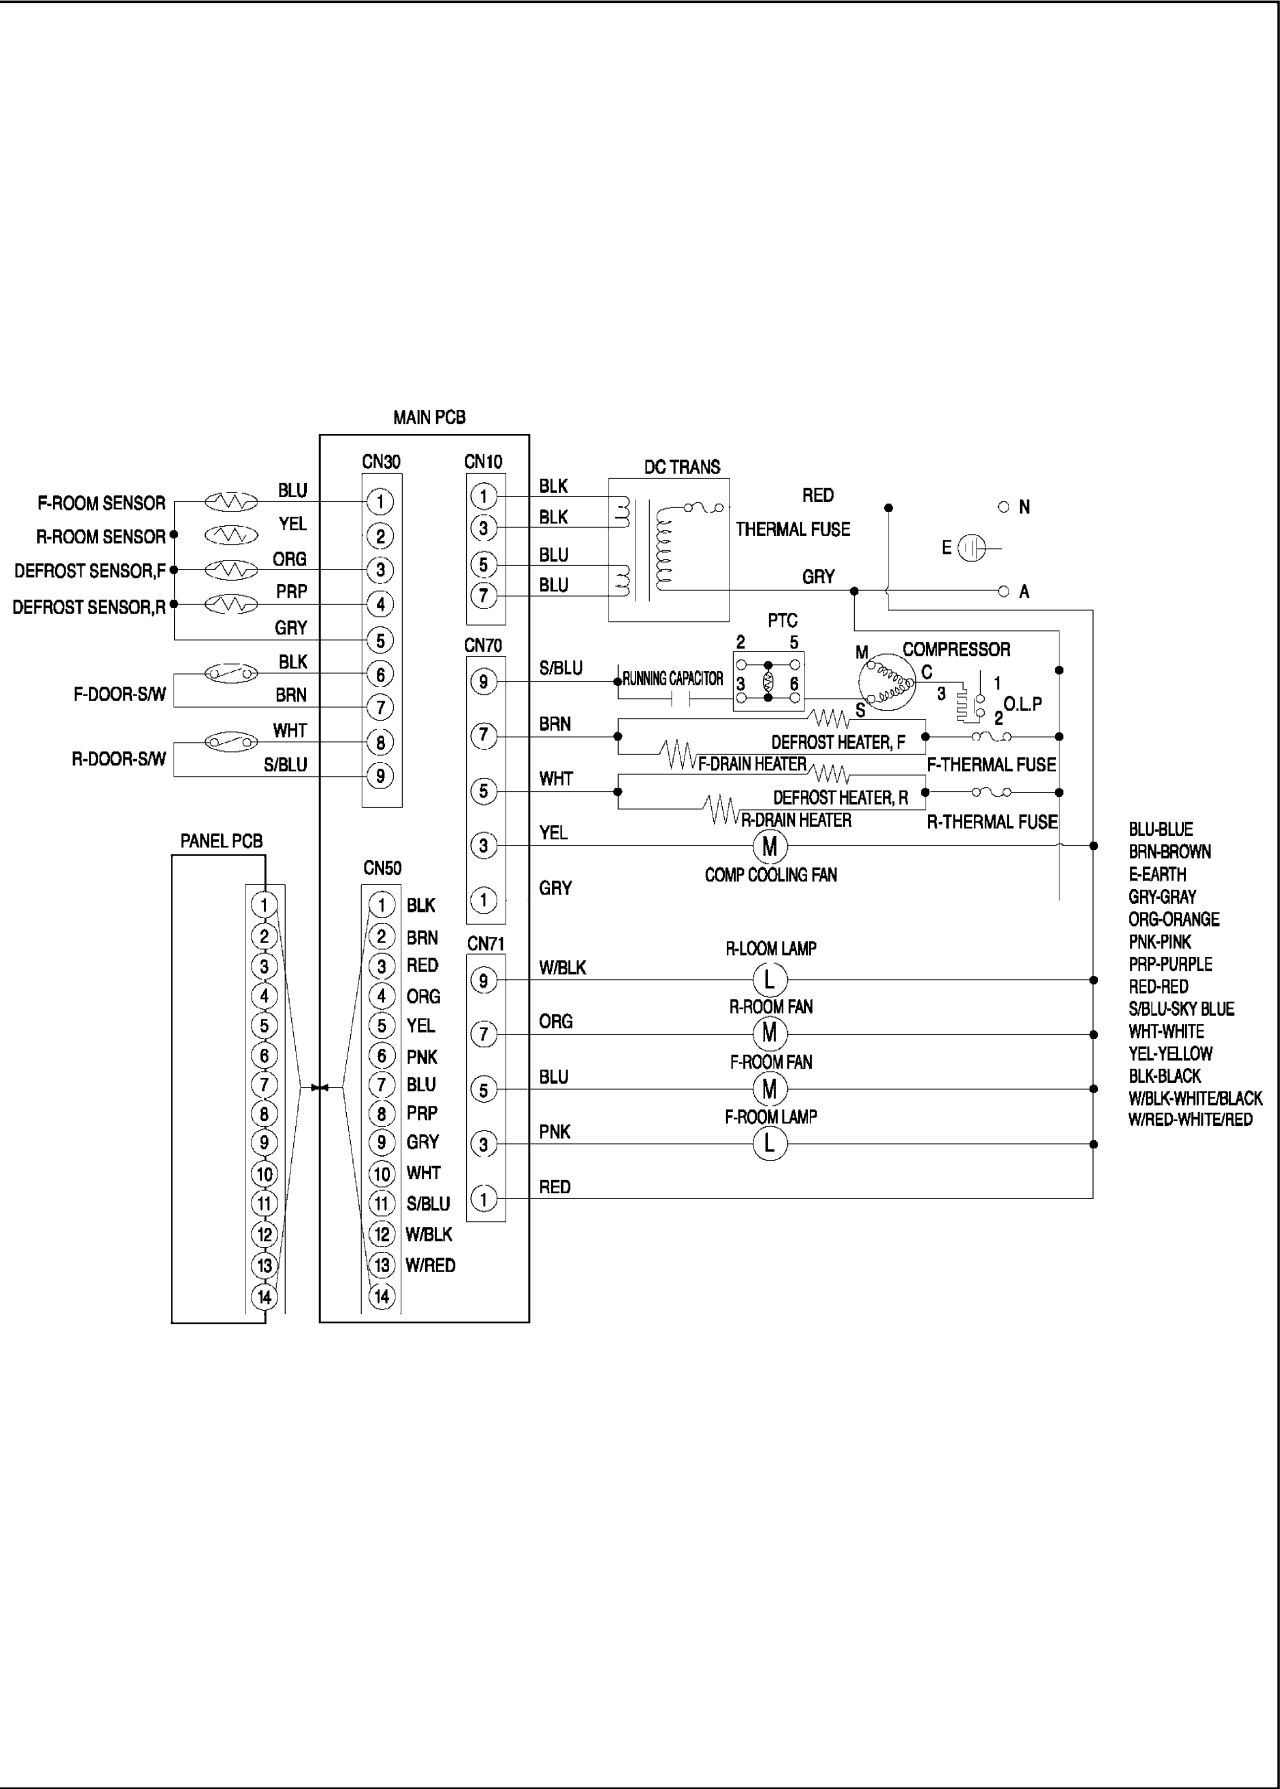 MAIN PCB
CN30
CN10
DC TRANS
F-ROOM SENSOR
BLU
1
R-ROOM SENSOR
YEL
2
DEFROST SENSOR,F
ORG
3
DEFROST SENSOR,R
PRP
4
GRY
5
F-DOOR-S/W
BLK
6
BRN
7
R-DOOR-S/W
WHT
8
S/BLU
9
1
BLK
3
BLK
5
BLU
7
BLU
RED
N
THERMAL FUSE
E
GRY
A
PTC
CN70
9
S/BLU
RUNNING CAPACITOR
2
5
3
6
M
COMPRESSOR
C
S
3
1
2
O.L.P
7
BRN
DEFROST HEATER, F
F-DRAIN HEATER
F-THERMAL FUSE
5
WHT
DEFROST HEATER, R
R-DRAIN HEATER
R-THERMAL FUSE
3
YEL
M
COMP COOLING FAN
1
GRY
CN71
R-LOOM LAMP
9
W/BLK
L
R-ROOM FAN
7
ORG
M
F-ROOM FAN
5
BLU
M
F-ROOM LAMP
3
PNK
L
1
RED
PANEL PCB
1
2
3
4
5
6
7
8
9
10
11
12
13
14
CN50
1 BLK
2 BRN
3 RED
4 ORG
5 YEL
6 PNK
7 BLU
8 PRP
9 GRY
10 WHT
11 S/BLU
12 W/BLK
13 W/RED
14
BLU-BLUE
BRN-BROWN
E-EARTH
GRY-GRAY
ORG-ORANGE
PNK-PINK
PRP-PURPLE
RED-RED
S/BLU-SKY BLUE
WHT-WHITE
YEL-YELLOW
BLK-BLACK
W/BLK-WHITE/BLACK
W/RED-WHITE/RED